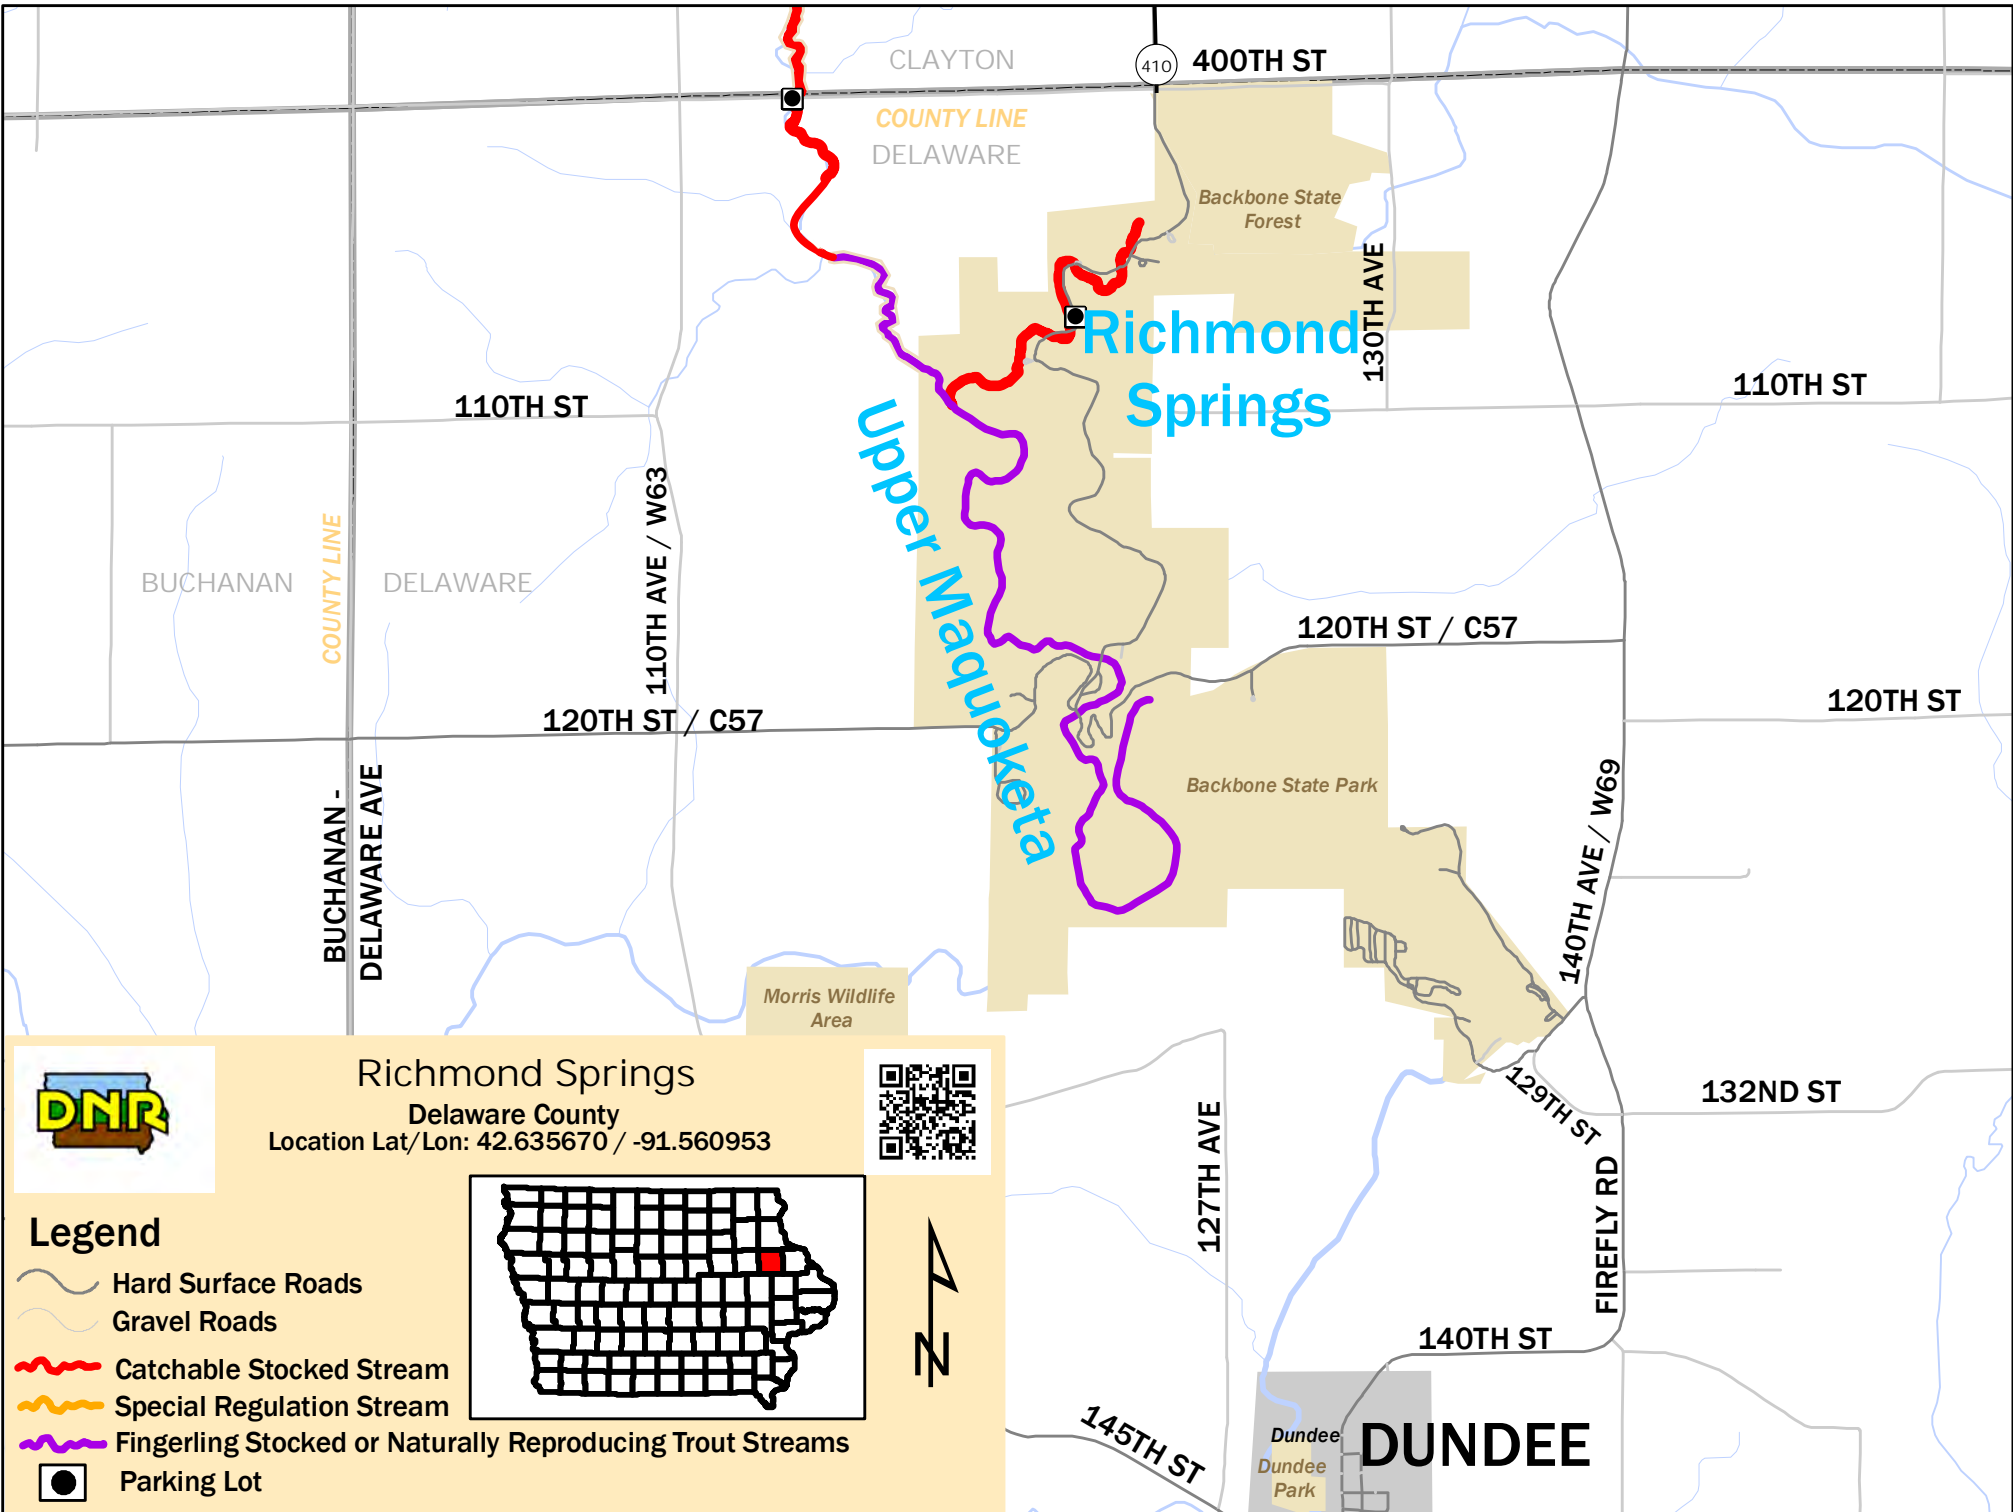 CLAYTON
410
400TH ST
COUNTY LINE
DELAWARE
Backbone State
Forest
130TH AVE
Richmond
Springs
110TH ST
110TH ST
Upper Maquoketa
110TH AVE / W63
BUCHANAN
COUNTY LINE
DELAWARE
120TH ST / C57
120TH ST / C57
120TH ST
Backbone State Park
BUCHANAN -
DELAWARE AVE
140TH AVE / W69
Morris Wildlife
Area
DNR
Richmond Springs
Delaware County
Location Lat/Lon: 42.635670 / -91.560953
129TH ST
132ND ST
127TH AVE
FIREFLY RD
Legend
Hard Surface Roads
Gravel Roads
Catchable Stocked Stream
Special Regulation Stream
Fingerling Stocked or Naturally Reproducing Trout Streams
Parking Lot
N
140TH ST
145TH ST
Dundee
DUNDEE
Dundee
Park